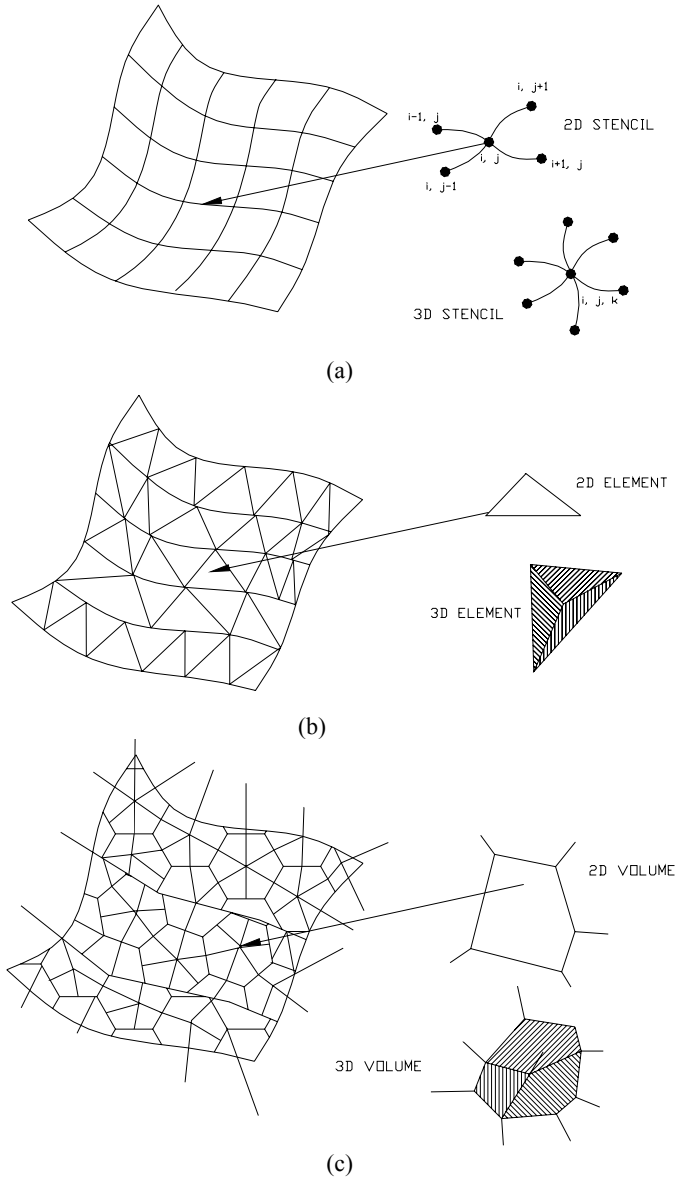 i, j+1
i-1, j
2D STENCIL
i, j
i+1, j
i, j-1
i, j, k
3D STENCIL
(a)
2D ELEMENT
3D ELEMENT
(b)
2D VOLUME
3D VOLUME
(c)